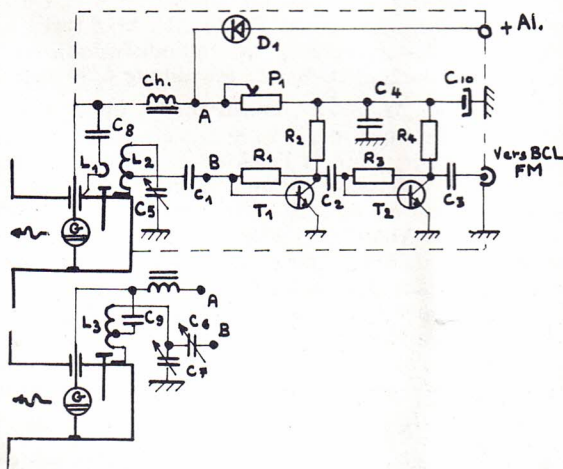 + Al.
D1
Ch.
A
P1
C4
C10
C8
R2
R4
L1
L2
B
R1
R3
Vers BCL
FM
C5
C1
T1
C2
T2
C3
G
A
L3
C9
C6
B
C7
G